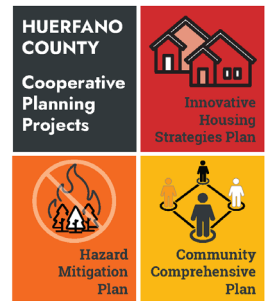 HUERFANO
COUNTY
Cooperative
Planning
Projects
Innovative
Housing
Strategies Plan
Hazard
Mitigation
Plan
Community
Comprehensive
Plan